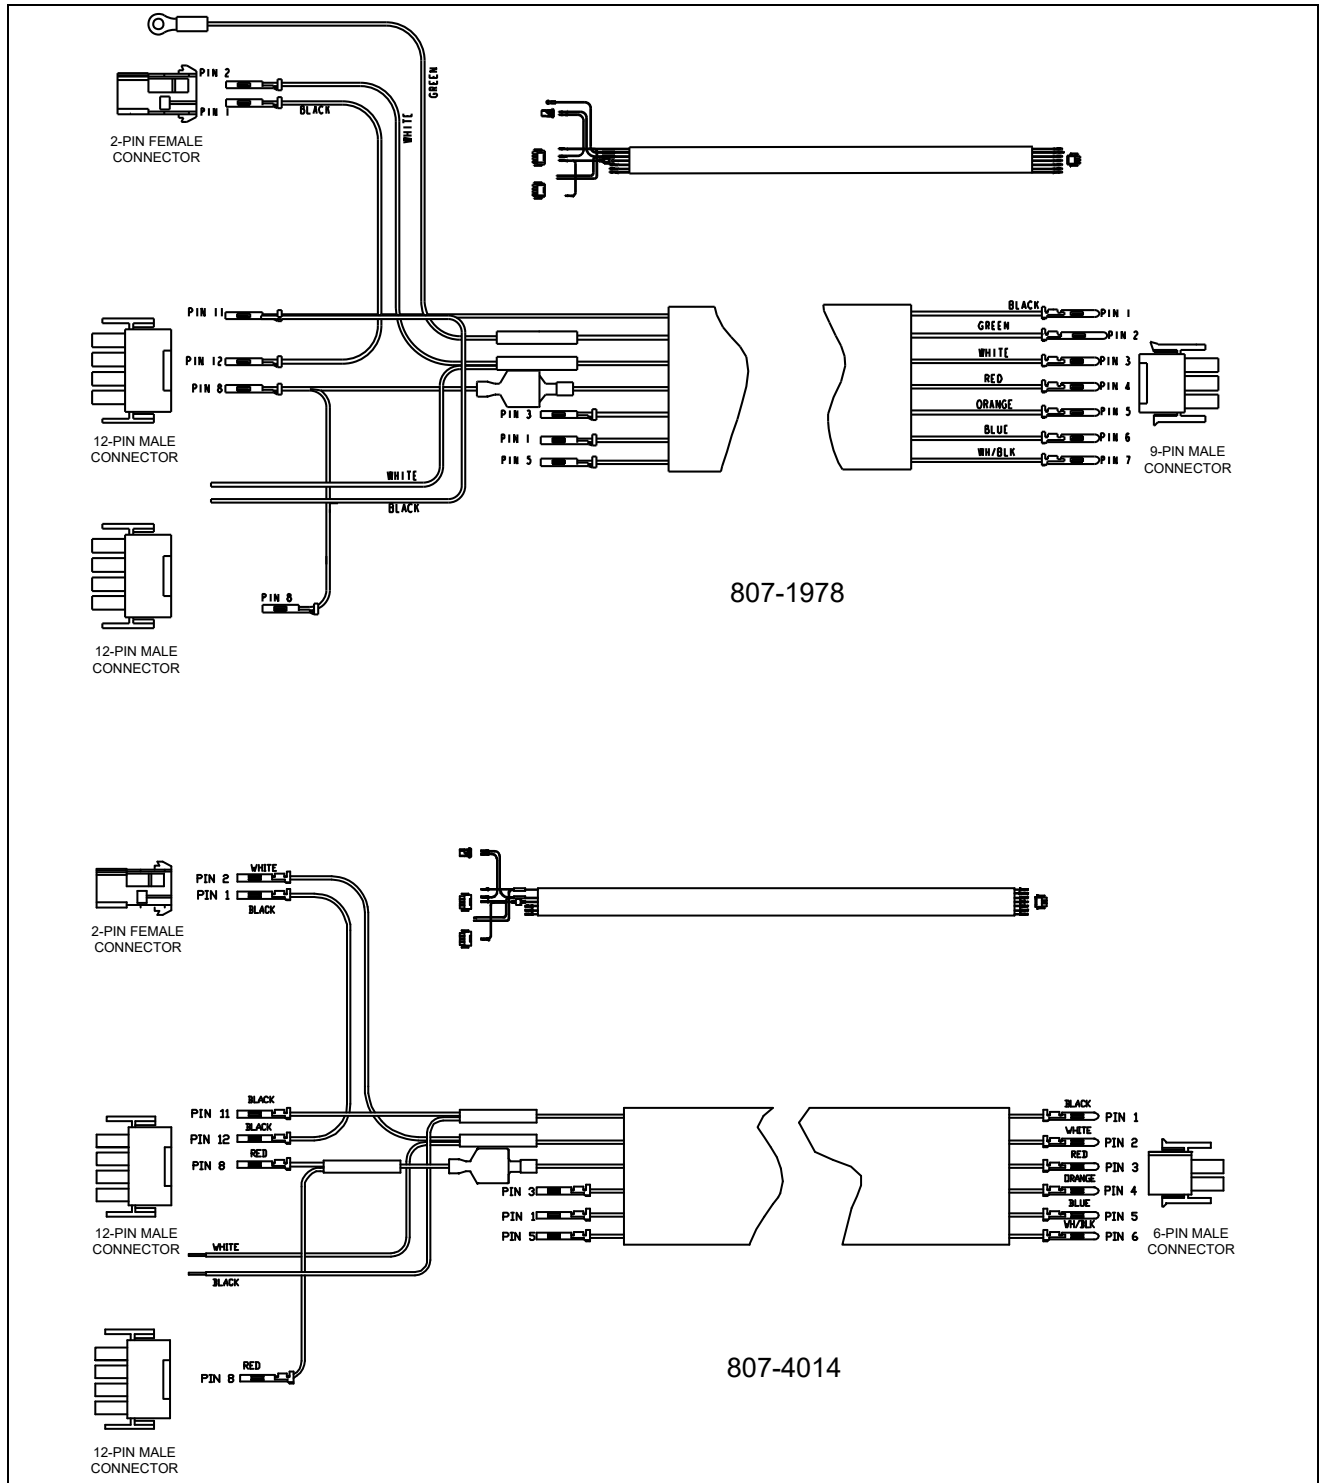 PIN 2
GREEN
PIN 1
BLACK
WHITE
2-PIN FEMALE
CONNECTOR
PIN 11
BLACK
PIN 1
GREEN
PIN 2
PIN 12
WHITE
PIN 3
PIN 8
RED
PIN 4
PIN 3
ORANGE
PIN 5
PIN 1
BLUE
PIN 6
12-PIN MALE
CONNECTOR
PIN 5
WH/BLK
PIN 7
9-PIN MALE
CONNECTOR
WHITE
BLACK
807-1978
PIN 8
12-PIN MALE
CONNECTOR
WHITE
PIN 2
PIN 1
BLACK
2-PIN FEMALE
CONNECTOR
BLACK
PIN 11
BLACK
PIN 12
RED
PIN 8
PIN 3
PIN 1
PIN 5
BLACK
PIN 1
WHITE
PIN 2
RED
PIN 3
ORANGE
PIN 4
BLUE
PIN 5
WH/BLK
PIN 6
12-PIN MALE
CONNECTOR
6-PIN MALE
CONNECTOR
WHITE
BLACK
RED
PIN 8
807-4014
12-PIN MALE
CONNECTOR